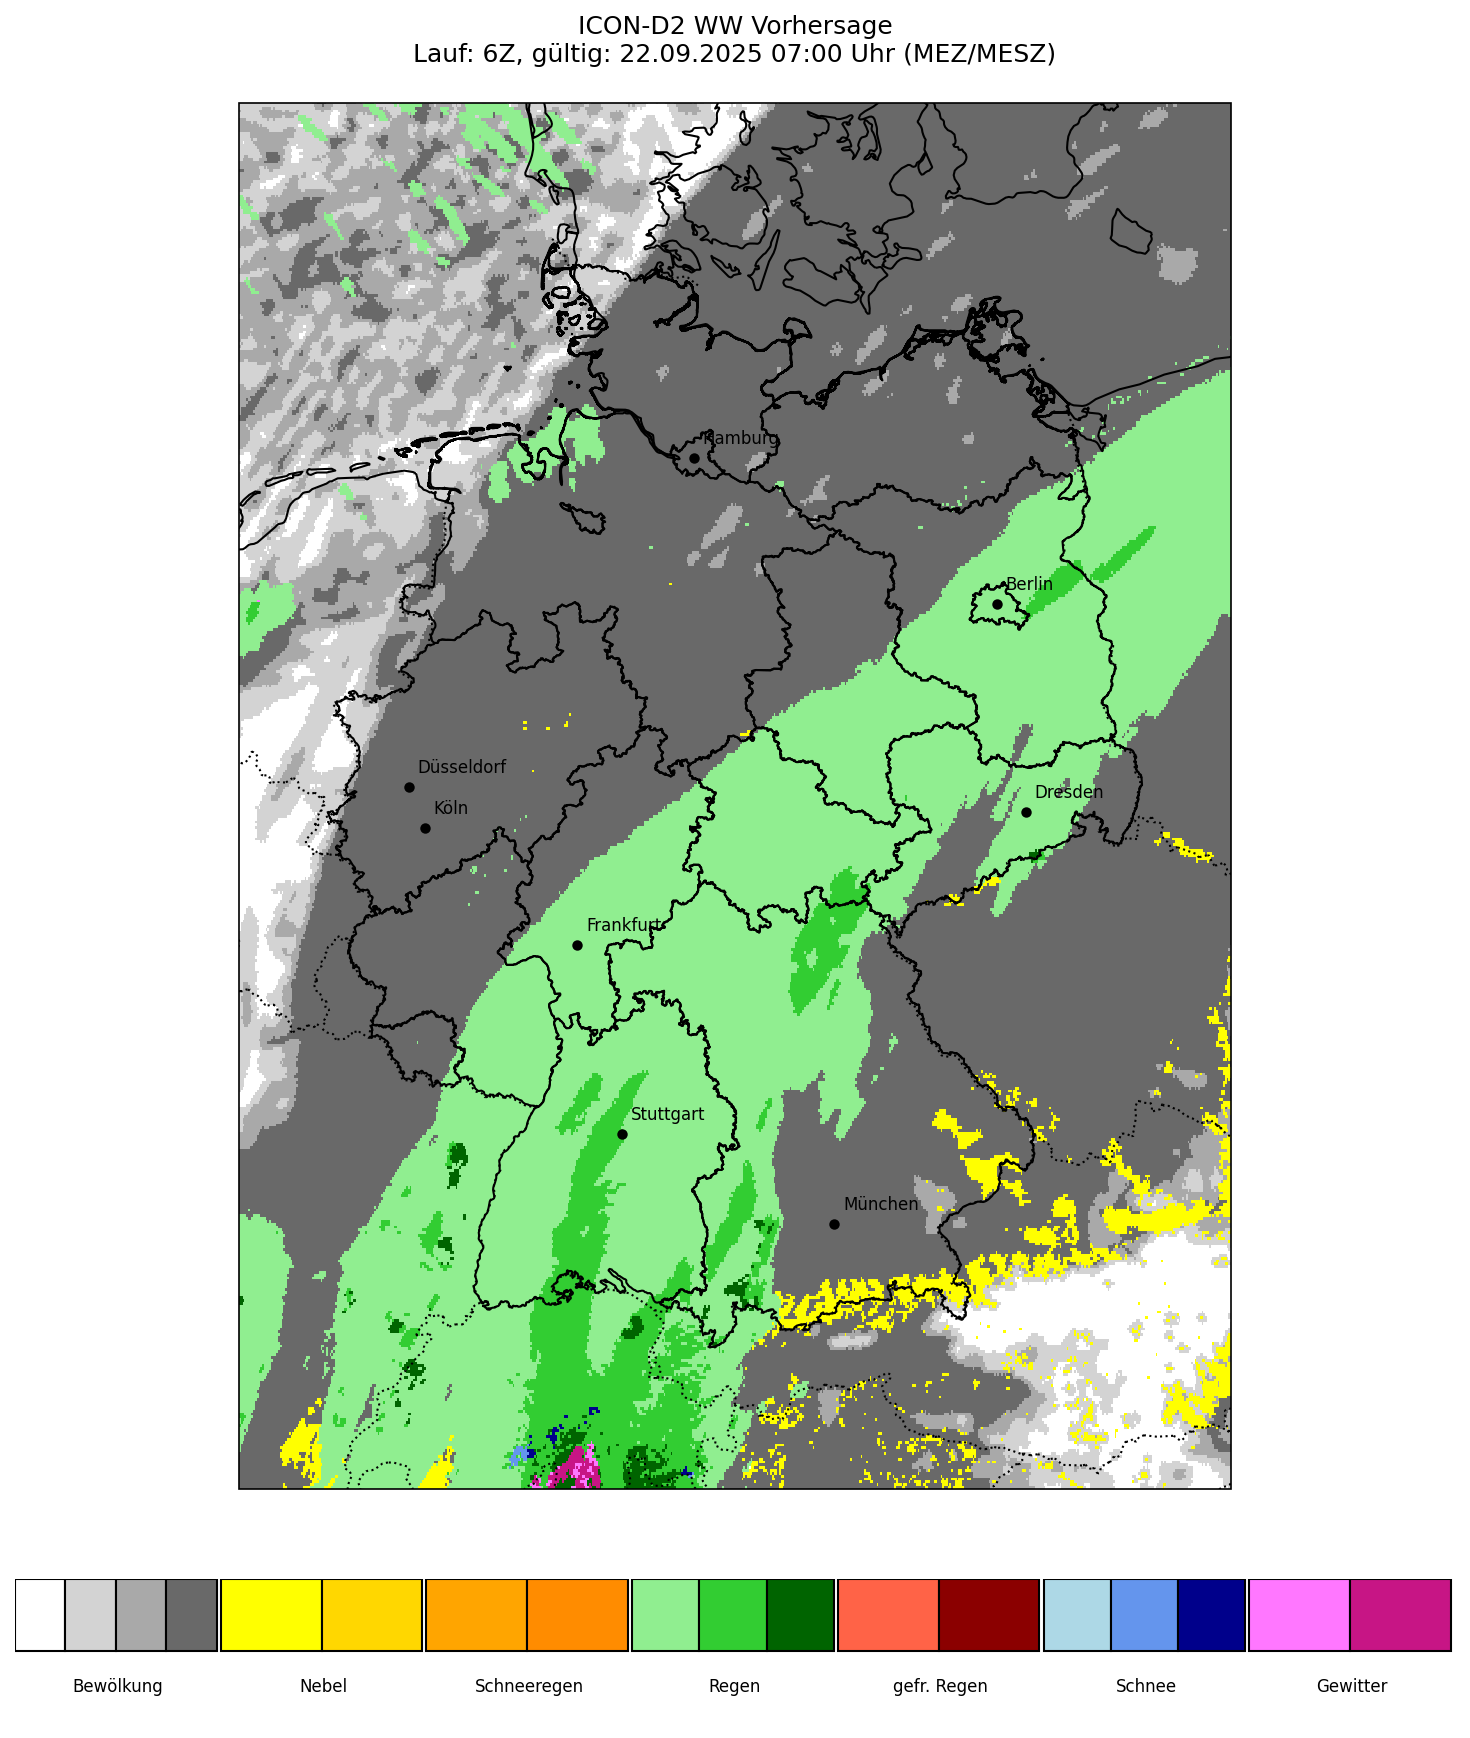 ICON-D2 WW Vorhersage
Lauf: 6Z, gültig: 22.09.2025 07:00 Uhr (MEZ/MESZ)
Hamburg
Berlin
Düsseldorf
Köln
Dresden
Frankfurt
Stuttgart
München
Bewölkung
Nebel
Schneeregen
Regen
gefr. Regen
Schnee
Gewitter